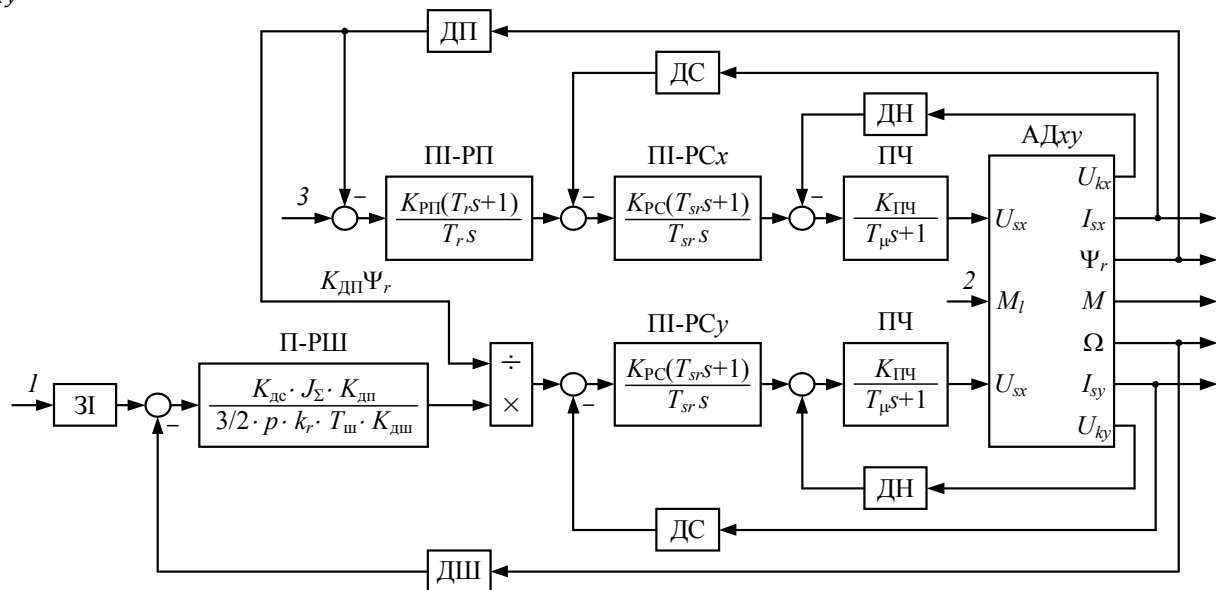 y
ДП
ДС
ДН
АДxy
ПІ-РП
ПІ-РСx
ПЧ
U_kx
3
–
K_РП(T_r s+1)
T_r s
–
K_РС(T_sr s+1)
T_sr s
–
K_ПЧ
T_μ s+1
U_sx
I_sx
Ψ_r
K_ДПΨ_r
2
M_l
M
П-РШ
ПІ-РСy
ПЧ
Ω
÷
×
1
ЗІ
–
K_дс · J_Σ · K_дп
3/2 · p · k_r · T_ш · K_дш
–
K_РС(T_sr s+1)
T_sr s
K_ПЧ
T_μ s+1
U_sx
I_sy
U_ky
ДН
ДС
ДШ